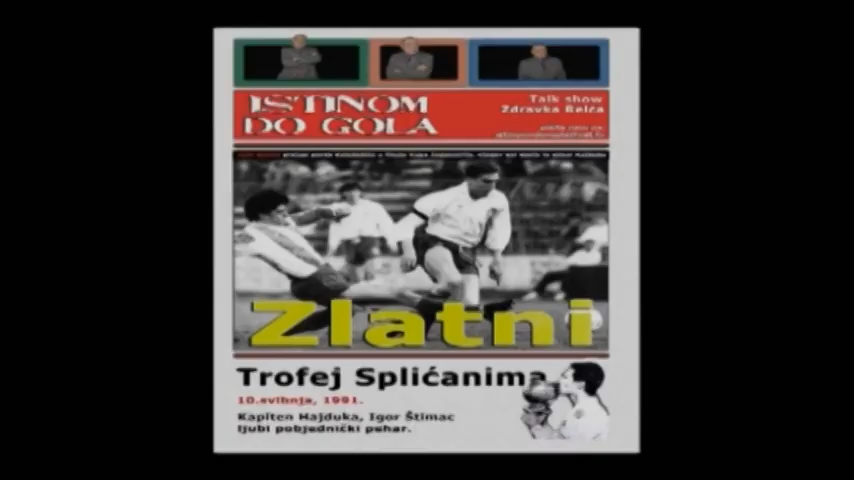 ISTINOM
DO GOLA
Talk show
Zdravka Reića
Zlatni
Trofej Splićanima
10.svibnja, 1991.
Kapiten Hajduka, Igor Štimac
ljubi pobjednički pehar.